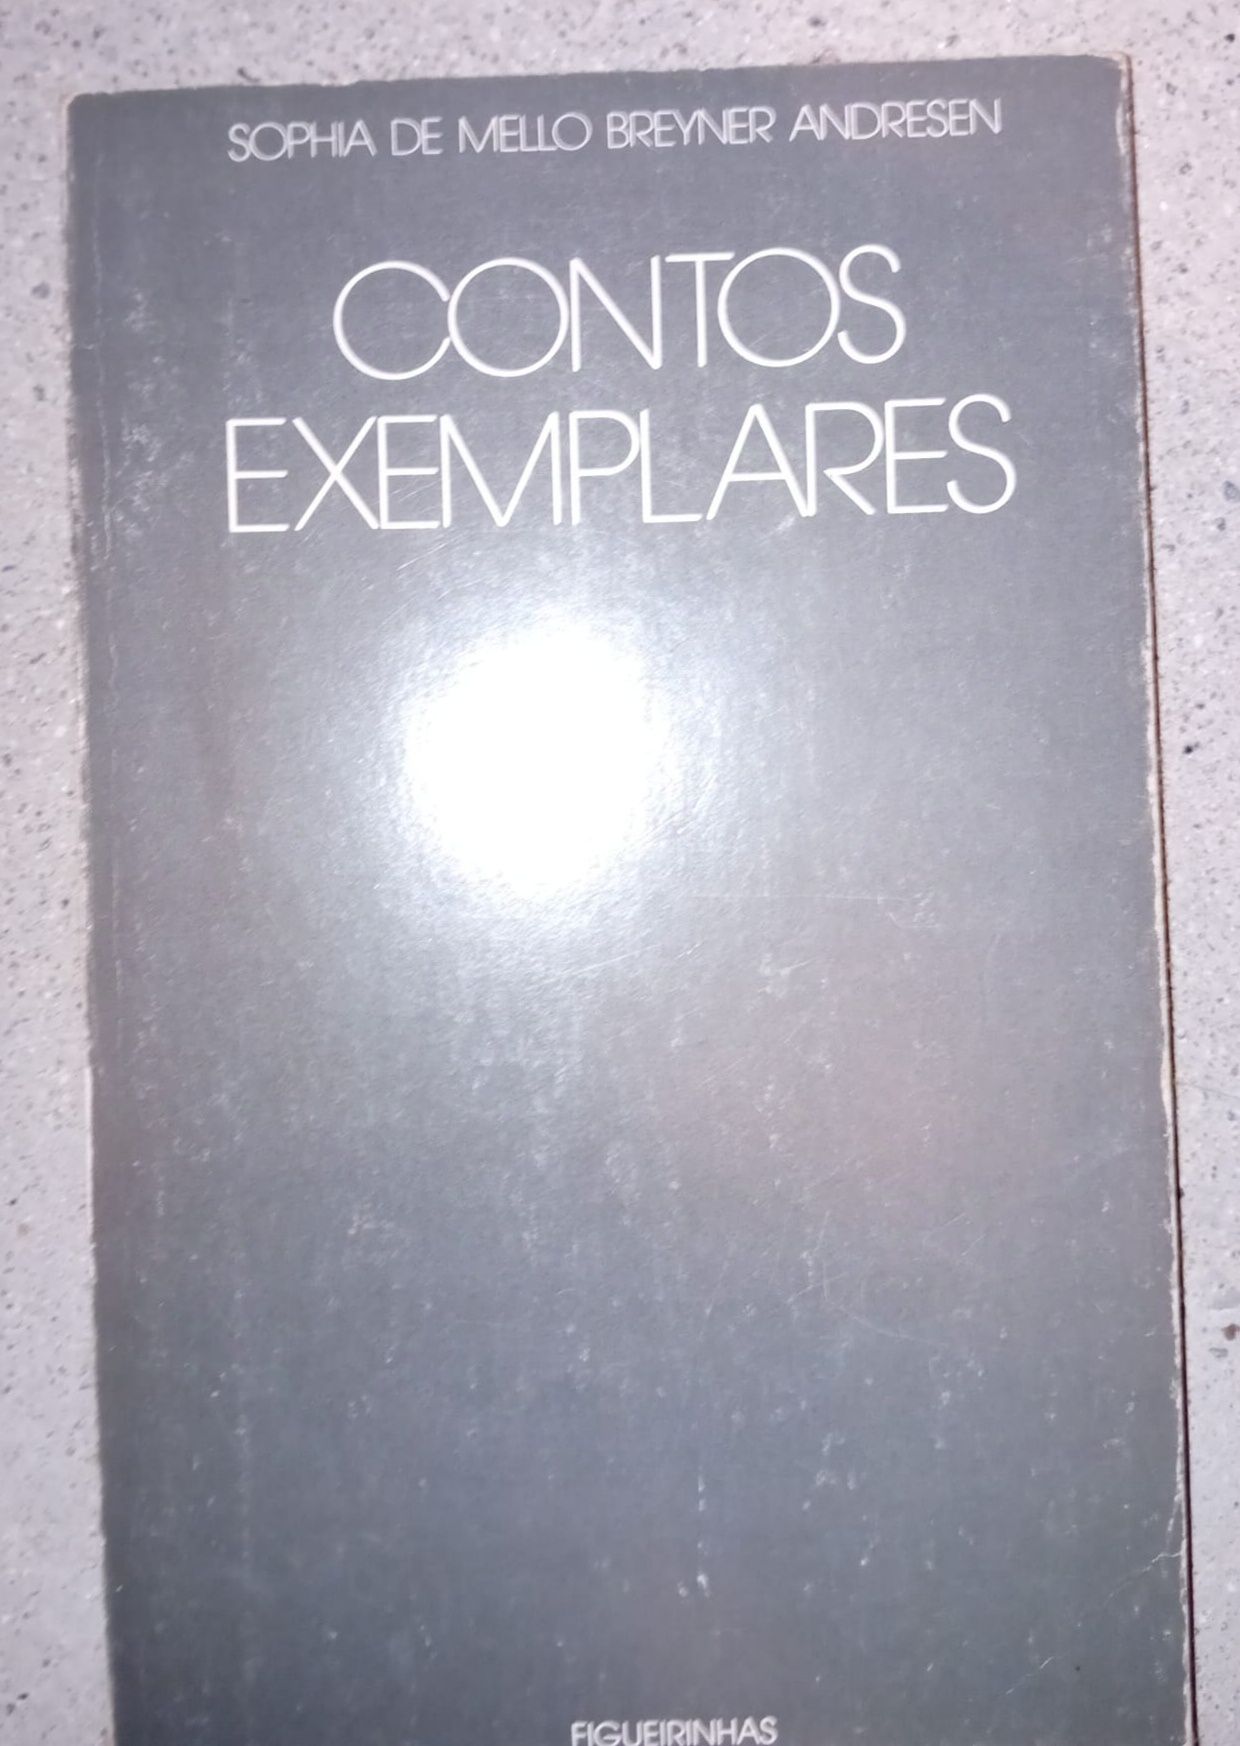 SOPHIA DE MELLO BREYNER ANDRESEN
CONTOS
EXEMPLARES
FIGUEIRINHAS